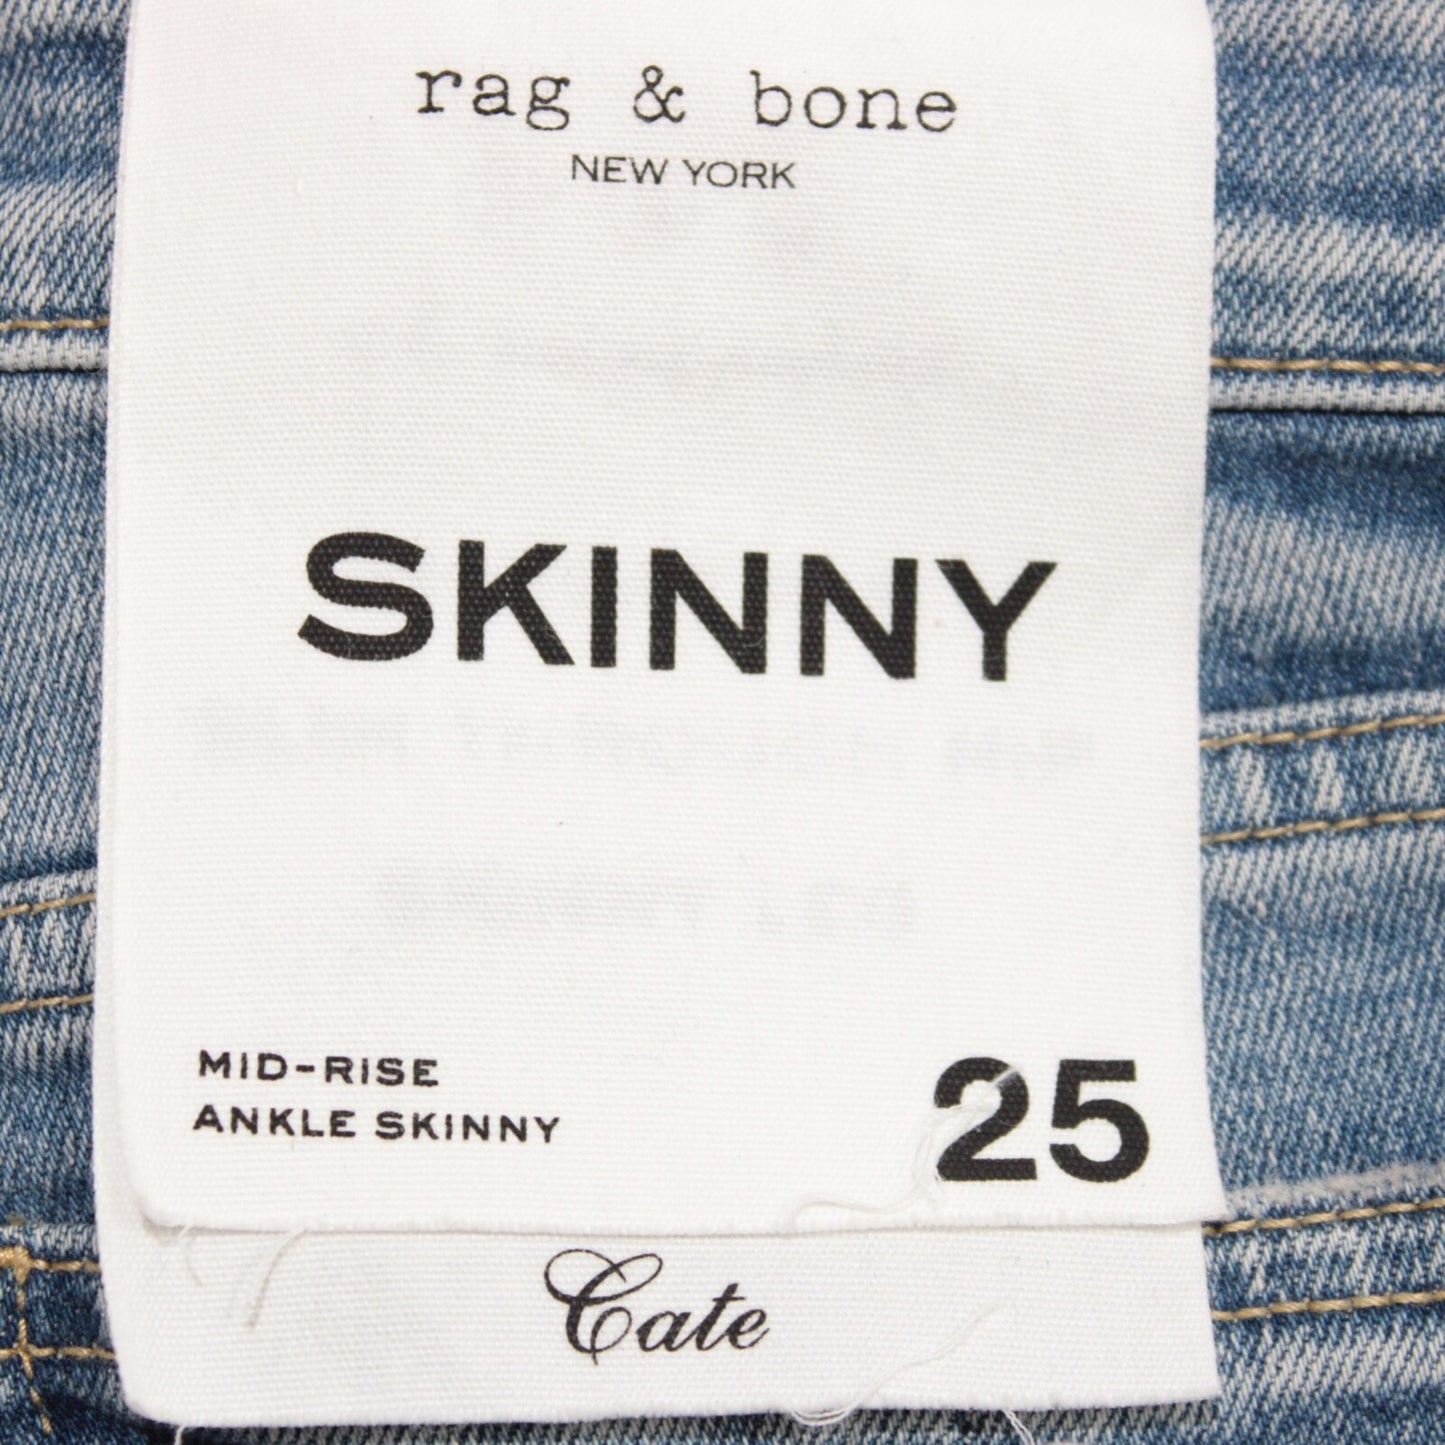 rag & bone
NEW YORK
SKINNY
MID-RISE
ANKLE SKINNY
25
Cate